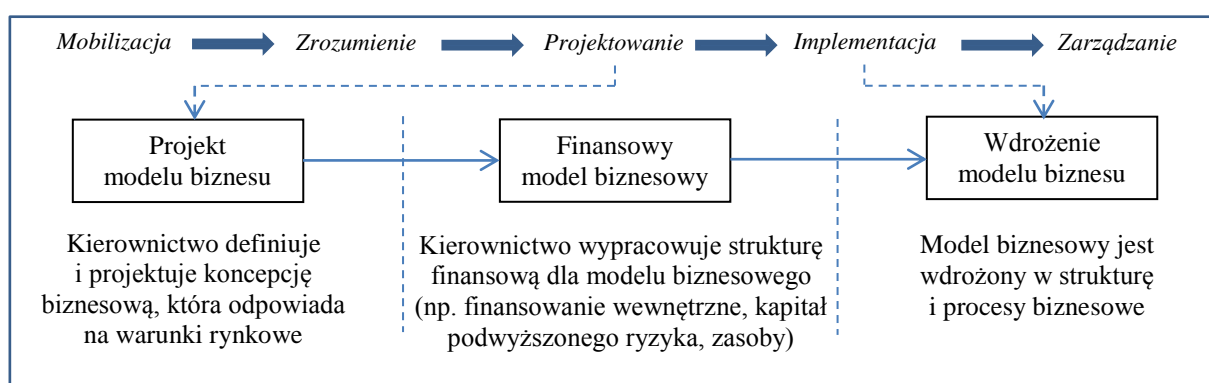 Mobilizacja Zrozumienie Projektowanie Implementacja Zarządzanie
Projekt
modelu biznesu
Finansowy
model biznesowy
Wdrożenie
modelu biznesu
Kierownictwo definiuje
i projektuje koncepcję
biznesową, która odpowiada
na warunki rynkowe
Kierownictwo wypracowuje strukturę
finansową dla modelu biznesowego
(np. finansowanie wewnętrzne, kapitał
podwyższonego ryzyka, zasoby)
Model biznesowy jest
wdrożony w strukturę
i procesy biznesowe